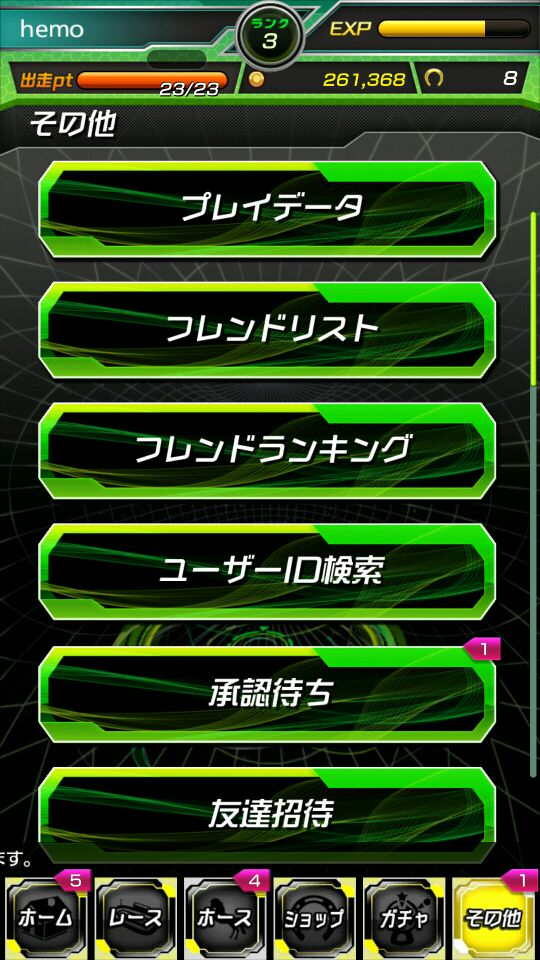 hemo
ランク
3
EXP
出走pt
23/23
261,368
8
その他
プレイデータ
フレンドリスト
フレンドランキング
ユーザーID検索
1
承認待ち
友達招待
ます。
5
4
1
ホーム
レース
ホース
ショップ
ガチャ
その他